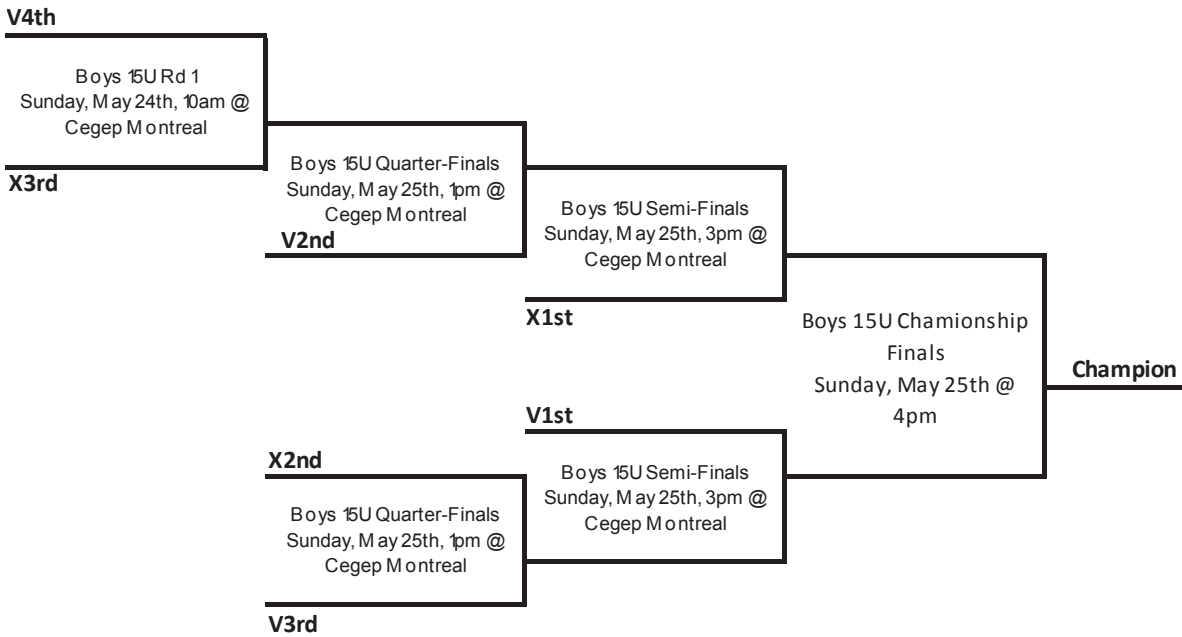 V4th
Boys 15U Rd 1
Sunday, May 24th, 10am @
Cegep Montreal
X3rd
Boys 15U Quarter-Finals
Sunday, May 25th, 1pm @
Cegep Montreal
V2nd
Boys 15U Semi-Finals
Sunday, May 25th, 3pm @
Cegep Montreal
X1st
Boys 15U Chamionship
Finals
Sunday, May 25th @
4pm
Champion
V1st
Boys 15U Semi-Finals
Sunday, May 25th, 3pm @
Cegep Montreal
X2nd
Boys 15U Quarter-Finals
Sunday, May 25th, 1pm @
Cegep Montreal
V3rd